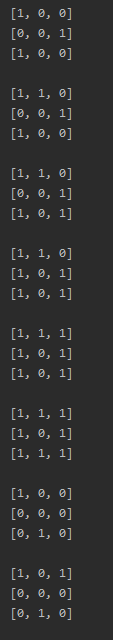 [1, 0, 0]
[0, 0, 1]
[1, 0, 0]
[1, 1, 0]
[0, 0, 1]
[1, 0, 0]
[1, 1, 0]
[0, 0, 1]
[1, 0, 1]
[1, 1, 0]
[1, 0, 1]
[1, 0, 1]
[1, 1, 1]
[1, 0, 1]
[1, 0, 1]
[1, 1, 1]
[1, 0, 1]
[1, 1, 1]
[1, 0, 0]
[0, 0, 0]
[0, 1, 0]
[1, 0, 1]
[0, 0, 0]
[0, 1, 0]